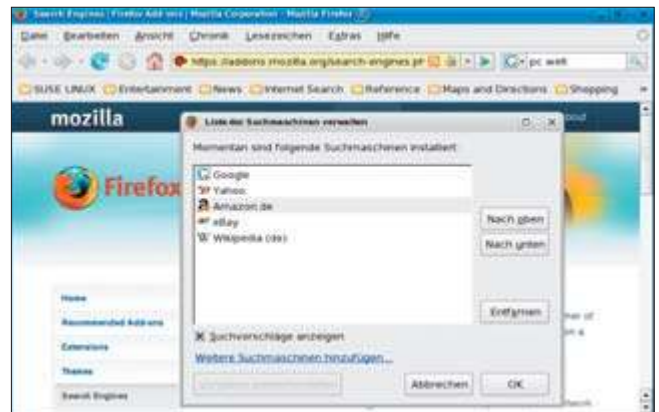 Search Engines | Firefox Add-ons | Mozilla Corporation - Mozilla Firefox
Datei Bearbeiten Ansicht Chronik Lesezeichen Extras Hilfe
https://addons.mozilla.org/search-engines.ph
pc welt
SUSE LINUX Entertainment News Internet Search Reference Maps and Directions Shopping
mozilla
Liste der Suchmaschinen verwalten
Momentan sind folgende Suchmaschinen installiert:
Firefox
Google
Yahoo
Amazon.de
eBay
Wikipedia (de)
Nach oben
Nach unten
Entfernen
Home
Recommended Add-ons
Extensions
Themes
Search Engines
Suchvorschläge anzeigen
Weitere Suchmaschinen hinzufügen...
Abbrechen
OK